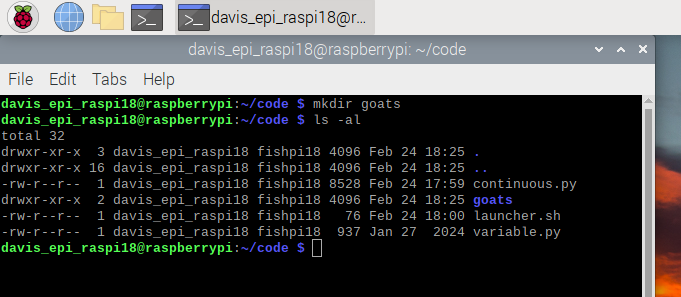 davis_epi_raspi18@r...
davis_epi_raspi18@raspberrypi: ~/code
File Edit Tabs Help
davis_epi_raspi18@raspberrypi:~/code $ mkdir goats
davis_epi_raspi18@raspberrypi:~/code $ ls -al
total 32
drwxr-xr-x  3 davis_epi_raspi18 fishpi18 4096 Feb 24 18:25 .
drwxr-xr-x 16 davis_epi_raspi18 fishpi18 4096 Feb 24 18:25 ..
-rw-r--r--  1 davis_epi_raspi18 fishpi18 8528 Feb 24 17:59 continuous.py
drwxr-xr-x  2 davis_epi_raspi18 fishpi18 4096 Feb 24 18:25 goats
-rw-r--r--  1 davis_epi_raspi18 fishpi18   76 Feb 24 18:00 launcher.sh
-rw-r--r--  1 davis_epi_raspi18 fishpi18  937 Jan 27  2024 variable.py
davis_epi_raspi18@raspberrypi:~/code $